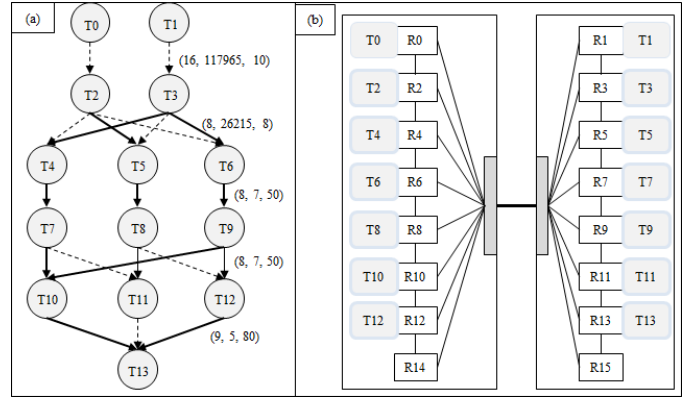 (a)
T0
T1
(16, 117965, 10)
T2
T3
(8, 26215, 8)
T4
T5
T6
(8, 7, 50)
T7
T8
T9
(8, 7, 50)
T10
T11
T12
(9, 5, 80)
T13
(b)
T0 R0
T2 R2
T4 R4
T6 R6
T8 R8
T10 R10
T12 R12
R14
R1 T1
R3 T3
R5 T5
R7 T7
R9 T9
R11 T11
R13 T13
R15